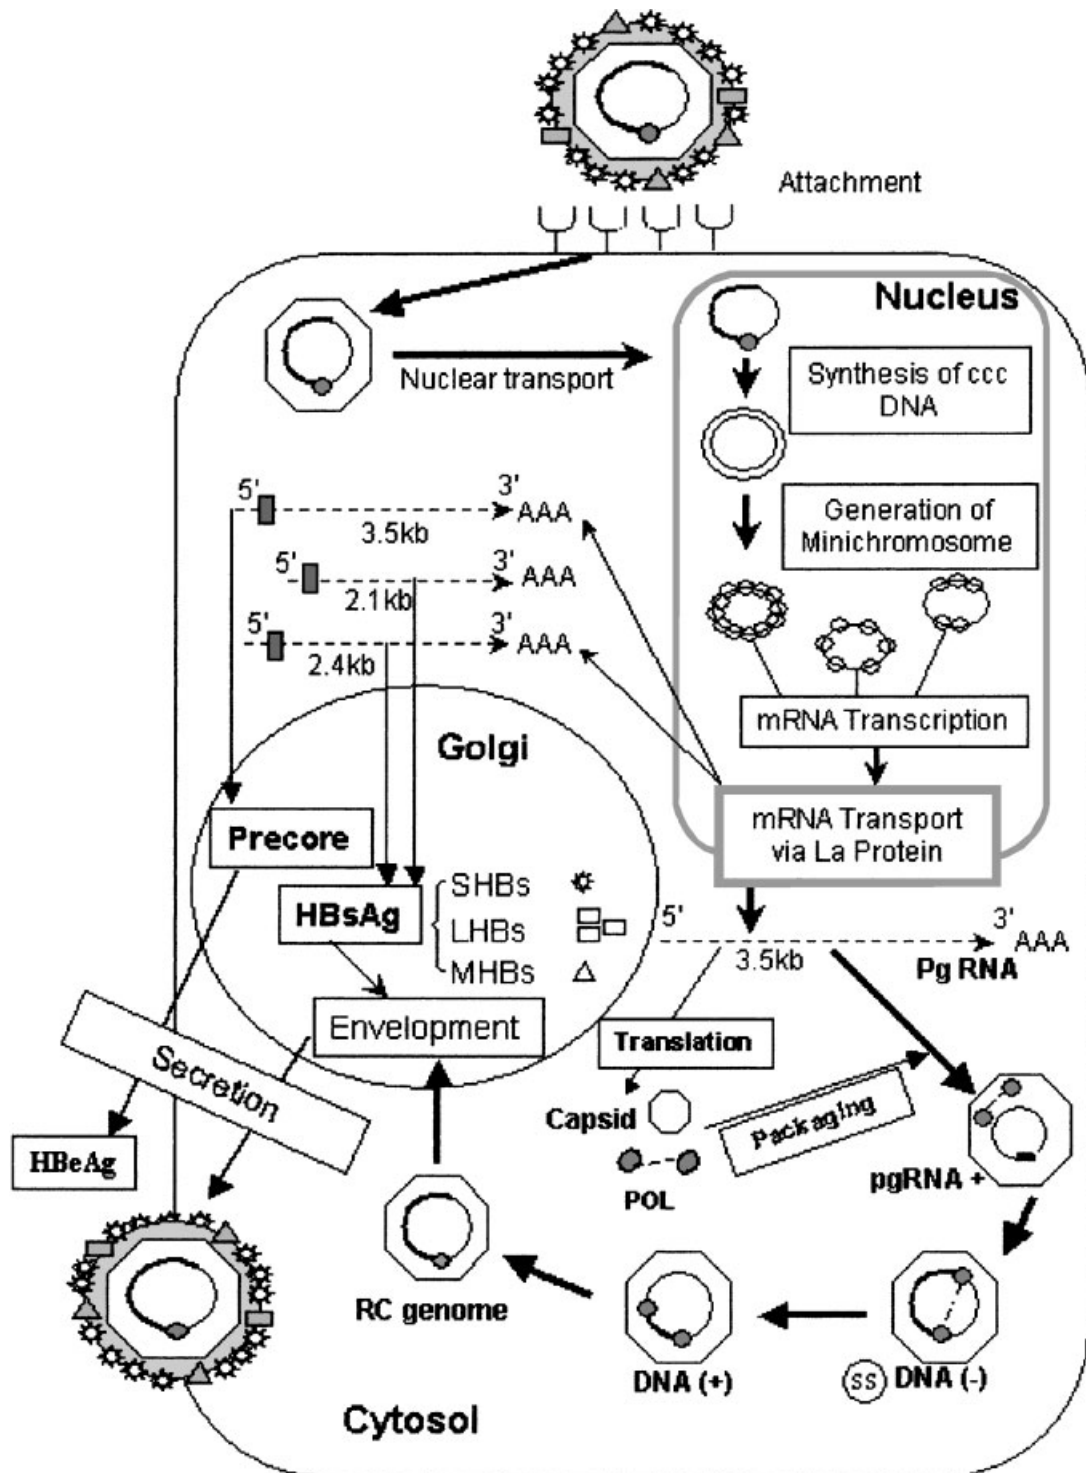 Attachment
Nucleus
Synthesis of ccc
DNA
Nuclear transport
Generation of
Minichromosome
5'
3'
AAA
3.5kb
5'
3'
AAA
2.1kb
5'
3'
AAA
2.4kb
mRNA Transcription
mRNA Transport
via La Protein
Golgi
Precore
HBsAg
SHBs
LHBs
MHBs
Envelopment
5'
3'
AAA
3.5kb
Pg RNA
Translation
Capsid
POL
Packaging
pgRNA +
Secretion
HBeAg
RC genome
DNA (+)
SS
DNA (-)
Cytosol